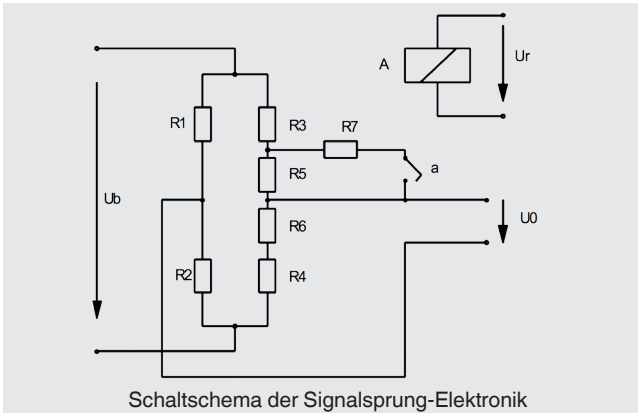 A
Ur
R1
R3
R7
R5
a
Ub
R6
U0
R2
R4
Schaltschema der Signalsprung-Elektronik